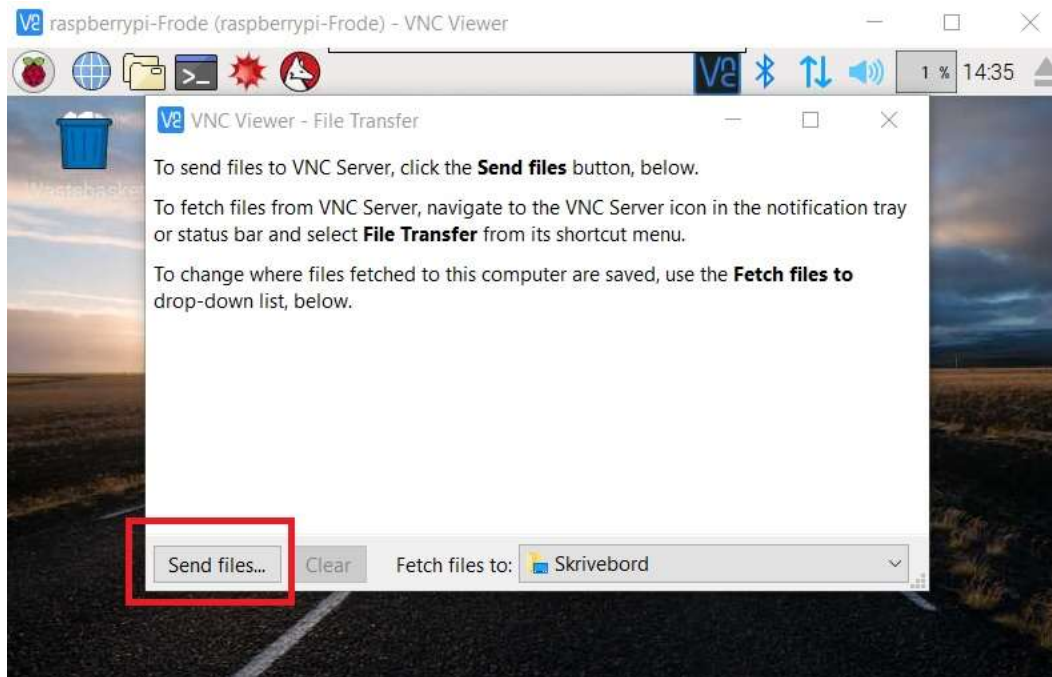 raspberrypi-Frode (raspberrypi-Frode) - VNC Viewer
1 % 14:35
VNC Viewer - File Transfer
Wastebasket
To send files to VNC Server, click the Send files button, below.
To fetch files from VNC Server, navigate to the VNC Server icon in the notification tray
or status bar and select File Transfer from its shortcut menu.
To change where files fetched to this computer are saved, use the Fetch files to
drop-down list, below.
Send files... Clear Fetch files to: Skrivebord